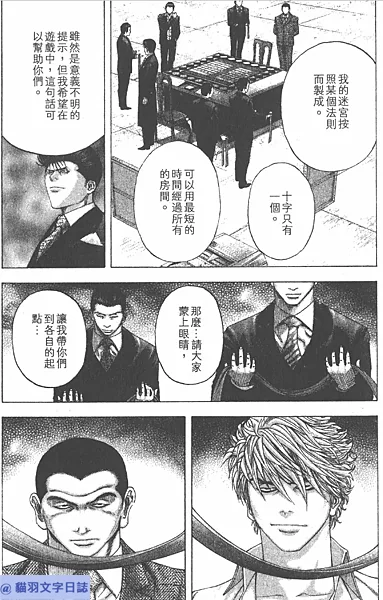 我的迷宮按
照某個法則
而製成。
十字只有
一個。
可以用最短的
時間經過所有
的房間。
雖然是意義不明的
提示，但我希望在
遊戲中，這句話可
以幫助你們。
那麼…請大家
蒙上眼睛，
讓我帶你們
到各自的起
點…
@ 貓羽文字日誌